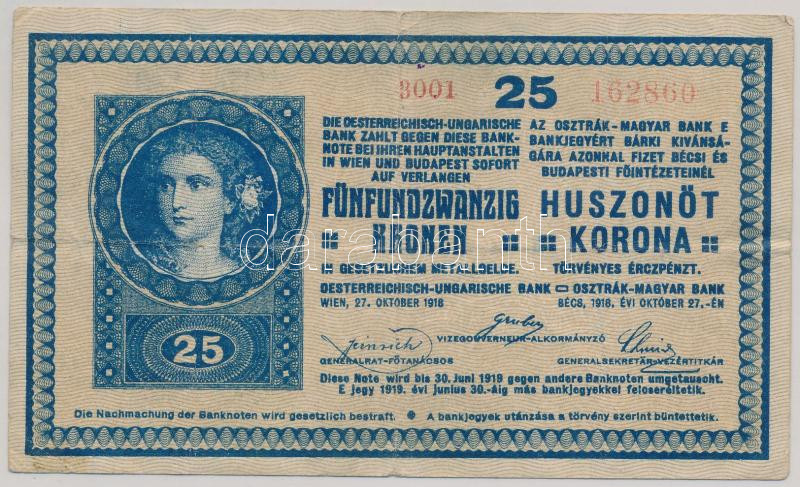 3001 25 162860
DIE OESTERREICHISCH-UNGARISCHE
BANK ZAHLT GEGEN DIESE BANK-
NOTE BEI IHREN HAUPTANSTALTEN
IN WIEN UND BUDAPEST SOFORT
AUF VERLANGEN
FÜNFUNDZWANZIG
KRONEN
IN GESETZLICHEM METALLGELDE.
OESTERREICHISCH-UNGARISCHE BANK
WIEN, 27. OKTOBER 1918
AZ OSZTRÁK-MAGYAR BANK E
BANKJEGYÉRT BÁRKI KIVÁNSÁ-
GÁRA AZONNAL FIZET BÉCSI ÉS
BUDAPESTI FŐINTÉZETEINÉL
HUSZONÖT
KORONA
TÖRVÉNYES ÉRCZPÉNZT.
OSZTRÁK-MAGYAR BANK
BÉCS, 1918. ÉVI OKTÓBER 27.-ÉN
Gruber
VIZEGOUVERNEUR-ALKORMÁNYZÓ
GENERALRAT-FŐTANÁCSOS
GENERALSEKRETÄR-VEZÉRTITKÁR
Diese Note wird bis 30. Juni 1919 gegen andere Banknoten umgetauscht.
E jegy 1919. évi junius 30.-áig más bankjegyekkel felcseréltetik.
Die Nachmachung der Banknoten wird gesetzlich bestraft. A bankjegyek utánzása a törvény szerint büntettetik.
25
darabanth